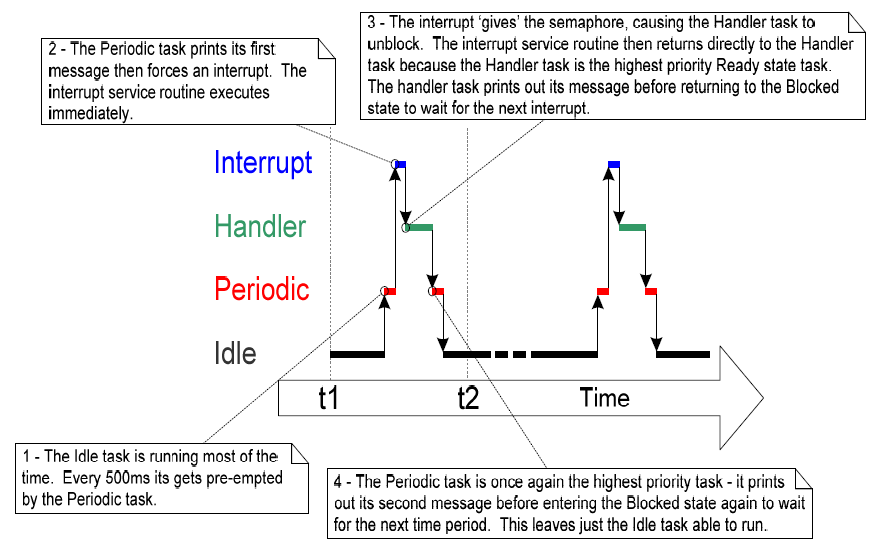 2 - The Periodic task prints its first
message then forces an interrupt.  The
interrupt service routine executes
immediately.
3 - The interrupt ‘gives’ the semaphore, causing the Handler task to
unblock.  The interrupt service routine then returns directly to the Handler
task because the Handler task is the highest priority Ready state task.
The handler task prints out its message before returning to the Blocked
state to wait for the next interrupt.
Interrupt
Handler
Periodic
Idle
t1
t2
Time
1 - The Idle task is running most of the
time.  Every 500ms its gets pre-empted
by the Periodic task.
4 - The Periodic task is once again the highest priority task - it prints
out its second message before entering the Blocked state again to wait
for the next time period.  This leaves just the Idle task able to run.